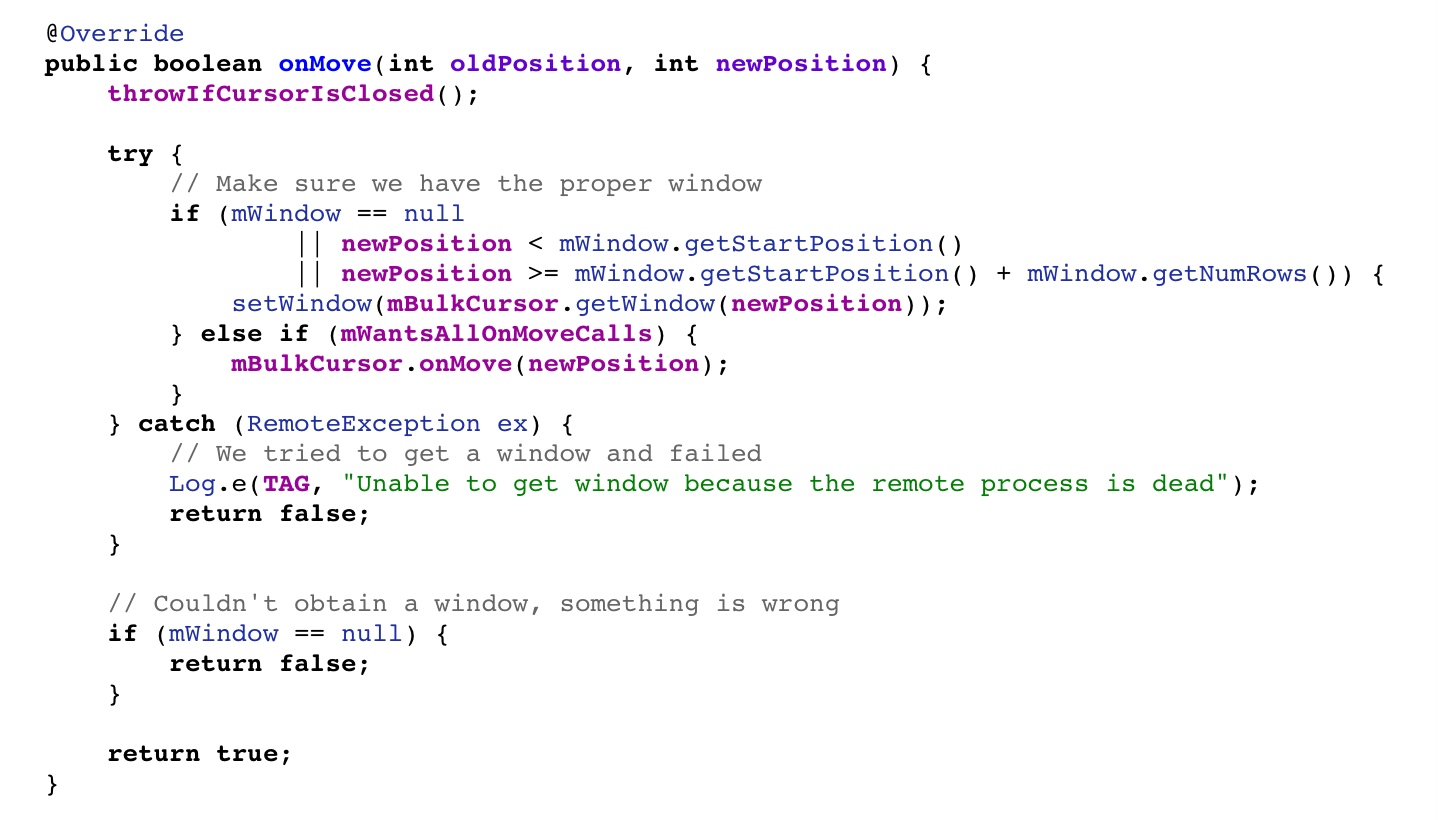 @Override
public boolean onMove(int oldPosition, int newPosition) {
    throwIfCursorIsClosed();

    try {
        // Make sure we have the proper window
        if (mWindow == null
                || newPosition < mWindow.getStartPosition()
                || newPosition >= mWindow.getStartPosition() + mWindow.getNumRows()) {
            setWindow(mBulkCursor.getWindow(newPosition));
        } else if (mWantsAllOnMoveCalls) {
            mBulkCursor.onMove(newPosition);
        }
    } catch (RemoteException ex) {
        // We tried to get a window and failed
        Log.e(TAG, "Unable to get window because the remote process is dead");
        return false;
    }

    // Couldn't obtain a window, something is wrong
    if (mWindow == null) {
        return false;
    }

    return true;
}